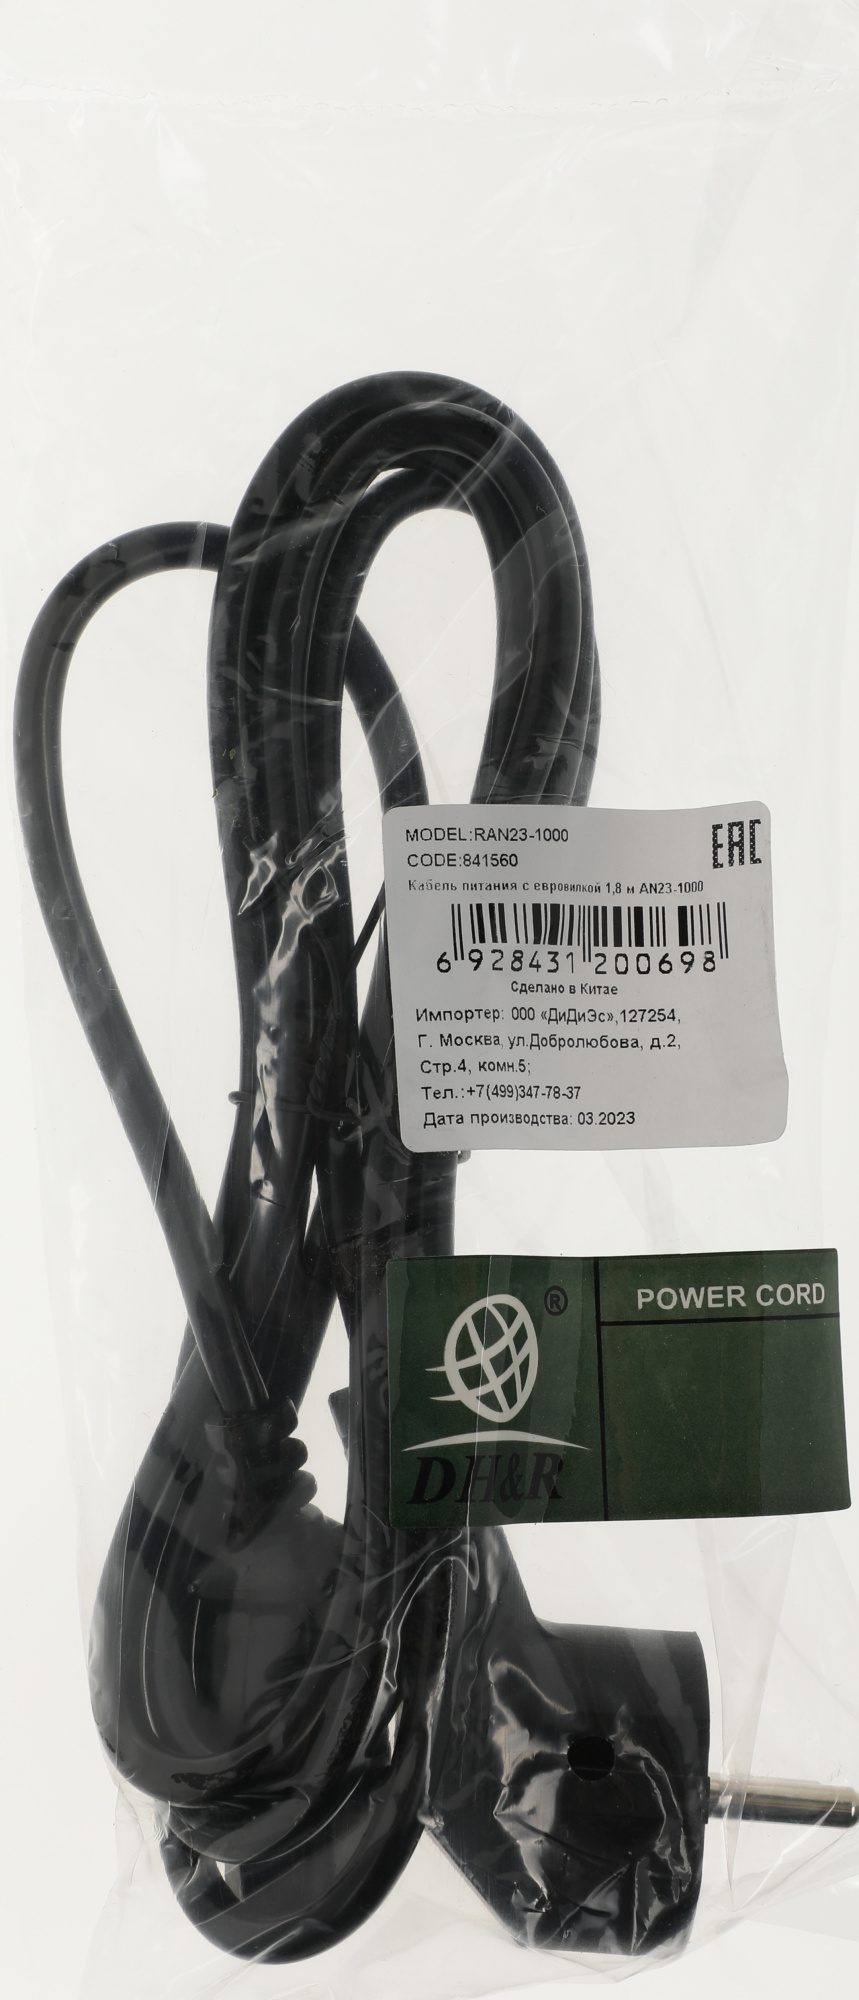 MODEL:RAN23-1000
EAC
CODE:841560
Кабель питания с евровилкой 1,8 м AN23-1000
6 928431 200698
Сделано в Китае
Импортер: ООО «ДиДиЭс»,127254,
Г. Москва, ул.Добролюбова, д.2,
Стр.4, комн.5;
Тел.:+7(499)347-78-37
Дата производства: 03.2023
®
POWER CORD
DH&R